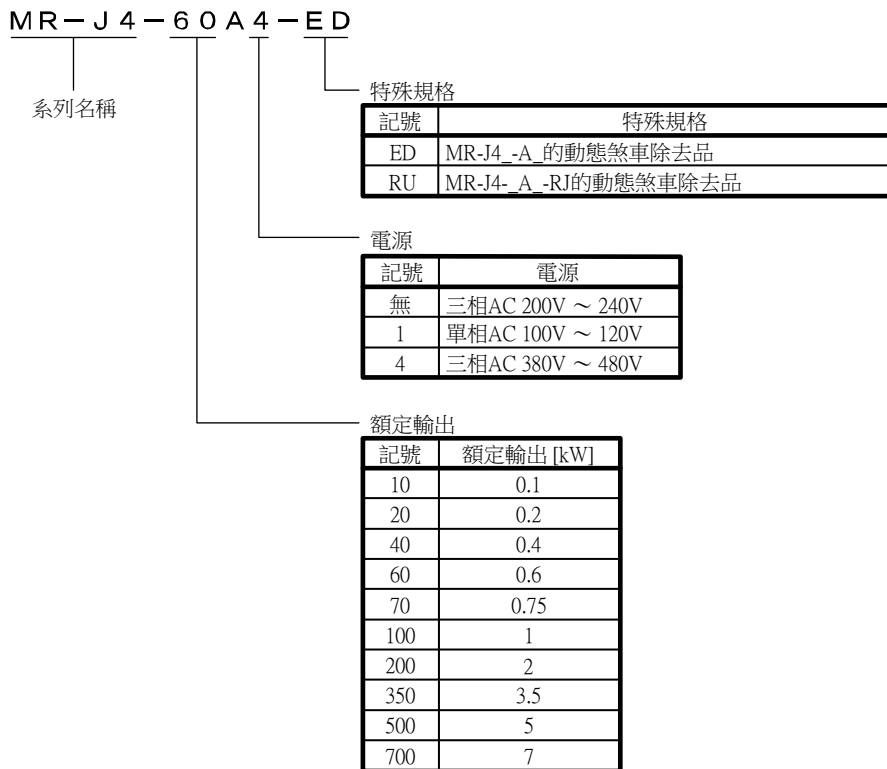 MR-J4-60A4-ED
系列名稱
特殊規格
記號 特殊規格
ED MR-J4_-A_的動態煞車除去品
RU MR-J4-_A_-RJ的動態煞車除去品
電源
記號 電源
無 三相AC 200V ～ 240V
1 單相AC 100V ～ 120V
4 三相AC 380V ～ 480V
額定輸出
記號 額定輸出 [kW]
10 0.1
20 0.2
40 0.4
60 0.6
70 0.75
100 1
200 2
350 3.5
500 5
700 7